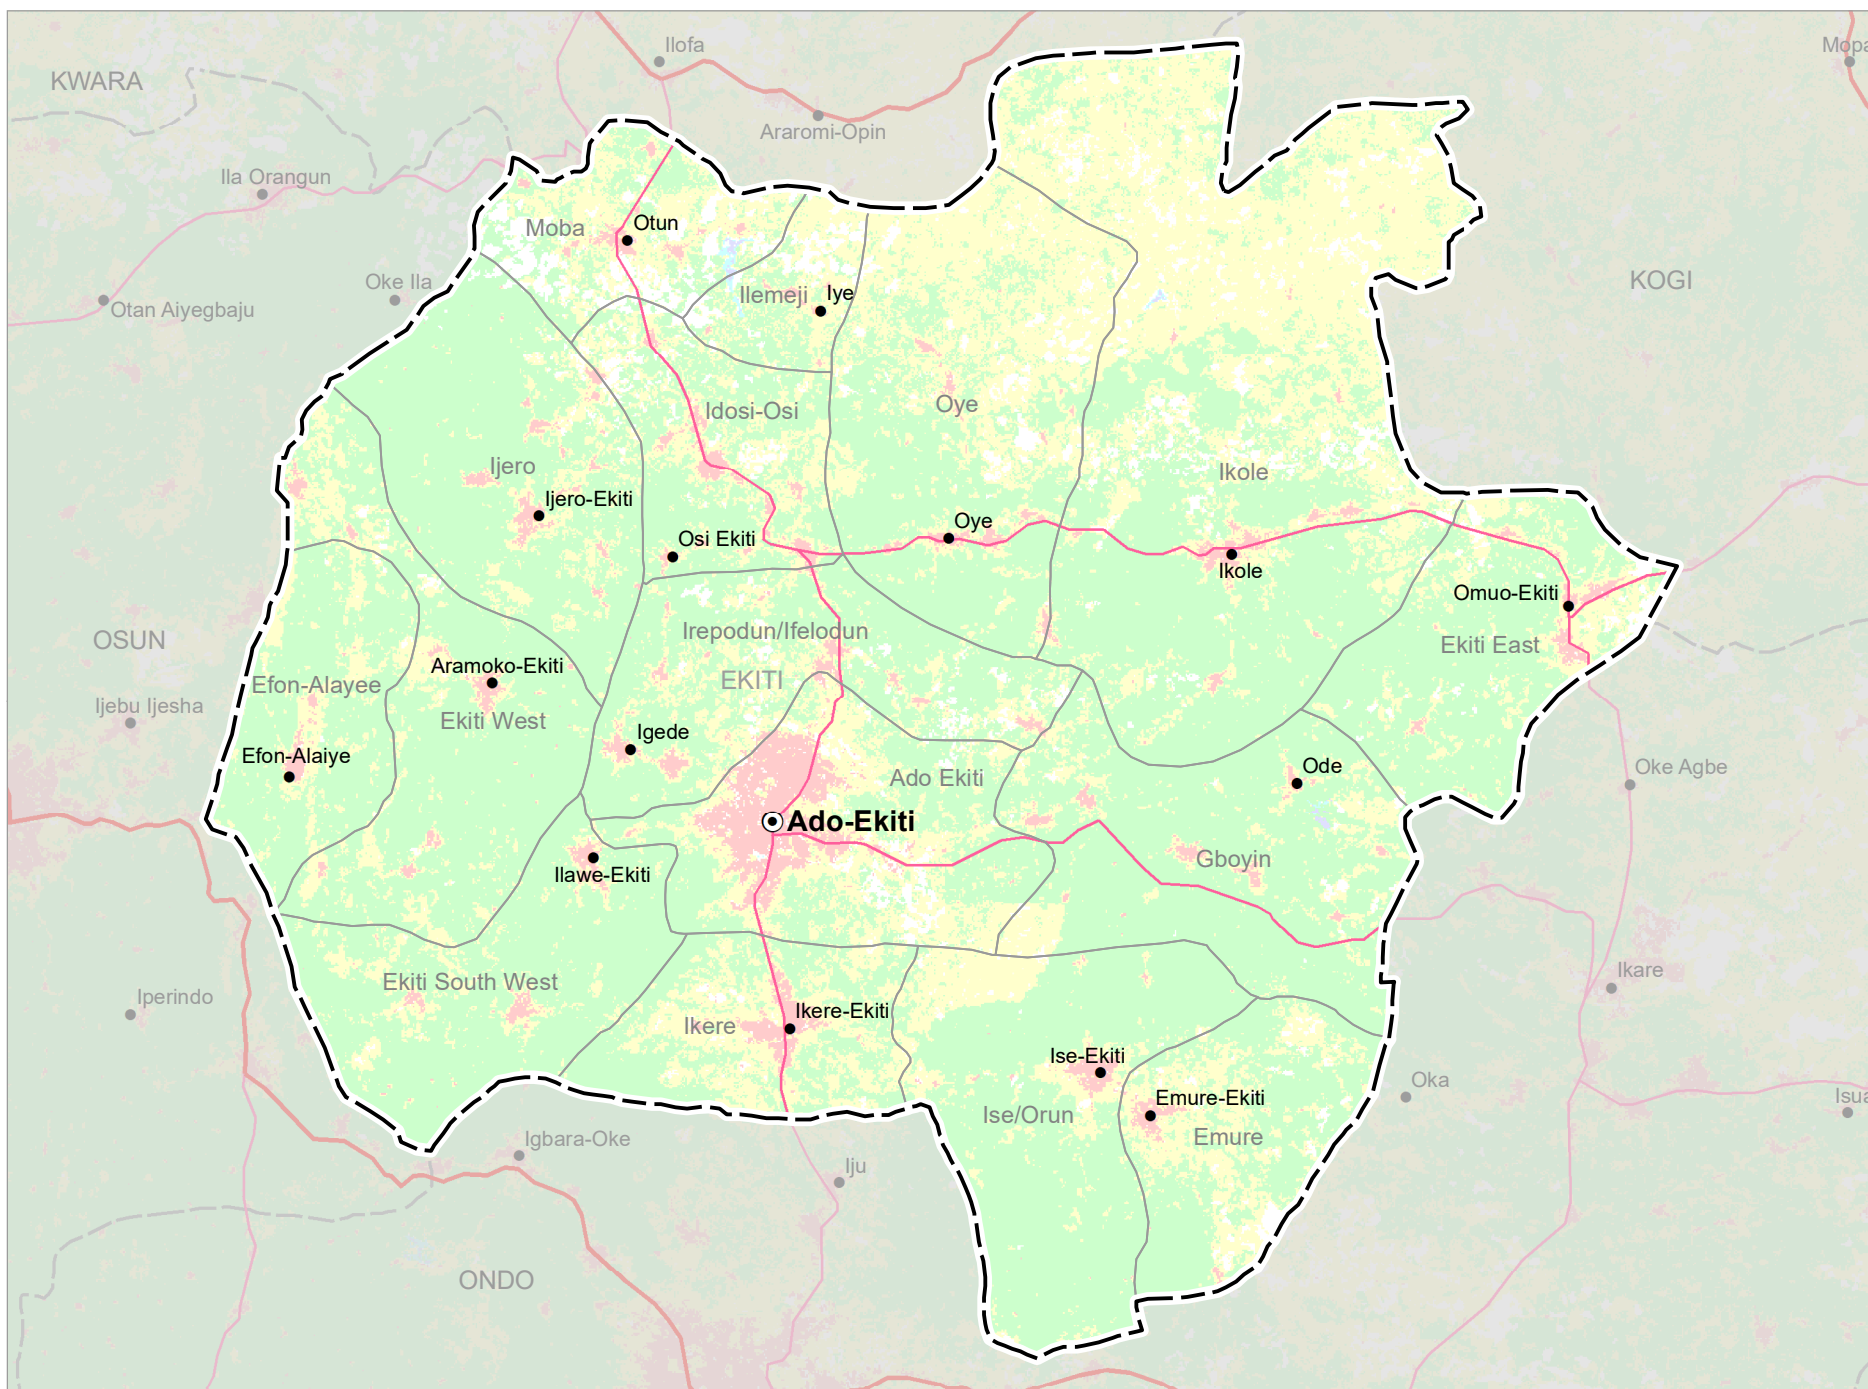 Ilofa
Mopa
KWARA
Araromi-Opin
Ila Orangun
Moba
Otun
Oke Ila
KOGI
Ilemeji
Iye
Otan Aiyegbaju
Idosi-Osi
Oye
Ijero
Ikole
Ijero-Ekiti
Oye
Osi Ekiti
Ikole
Omuo-Ekiti
Irepodun/Ifelodun
OSUN
Ekiti East
Aramoko-Ekiti
EKITI
Efon-Alayee
Ijebu Ijesha
Ekiti West
Igede
Efon-Alaiye
Ode
Oke Agbe
Ado Ekiti
Ado-Ekiti
Gboyin
Ilawe-Ekiti
Ikare
Ekiti South West
Iperindo
Ikere-Ekiti
Ikere
Ise-Ekiti
Oka
Emure-Ekiti
Isua
Ise/Orun
Emure
Igbara-Oke
Iju
ONDO